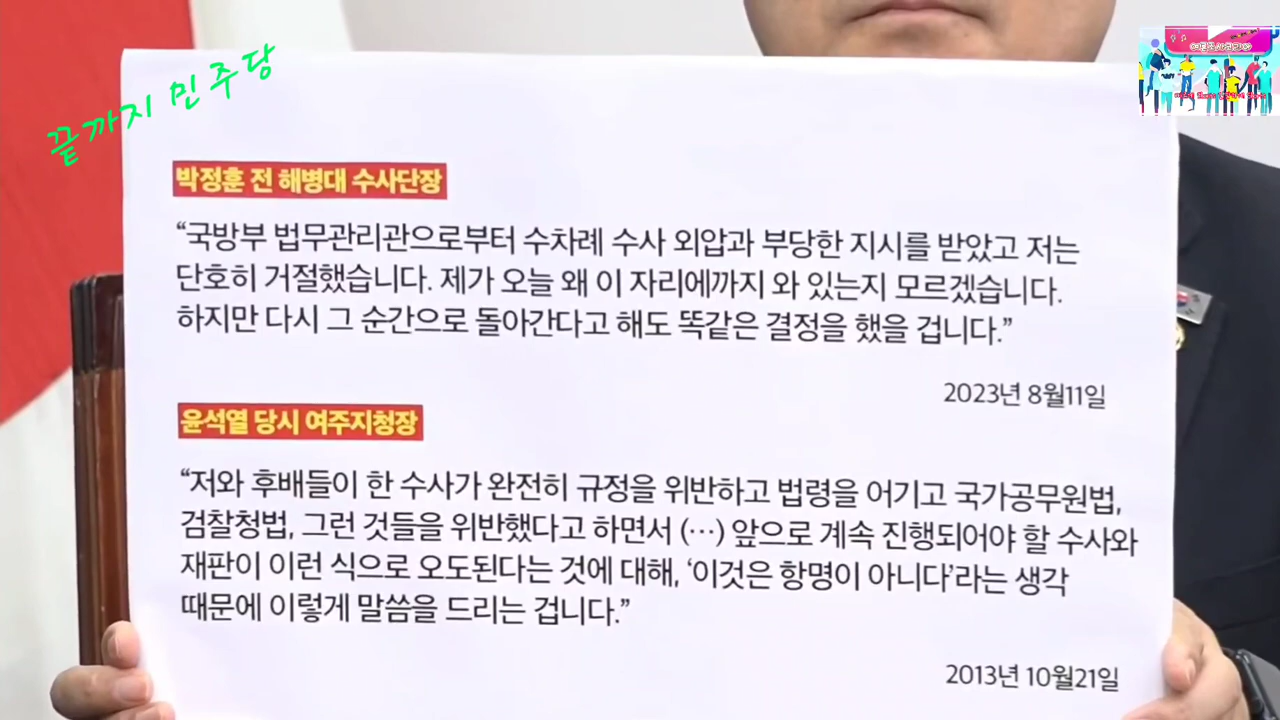 끝까지 민주당
박정훈 전 해병대 수사단장
“국방부 법무관리관으로부터 수차례 수사 외압과 부당한 지시를 받았고 저는
단호히 거절했습니다. 제가 오늘 왜 이 자리에까지 와 있는지 모르겠습니다.
하지만 다시 그 순간으로 돌아간다고 해도 똑같은 결정을 했을 겁니다.”
2023년 8월11일
윤석열 당시 여주지청장
“저와 후배들이 한 수사가 완전히 규정을 위반하고 법령을 어기고 국가공무원법,
검찰청법, 그런 것들을 위반했다고 하면서 (…) 앞으로 계속 진행되어야 할 수사와
재판이 이런 식으로 오도된다는 것에 대해, ‘이것은 항명이 아니다’라는 생각
때문에 이렇게 말씀을 드리는 겁니다.”
2013년 10월21일